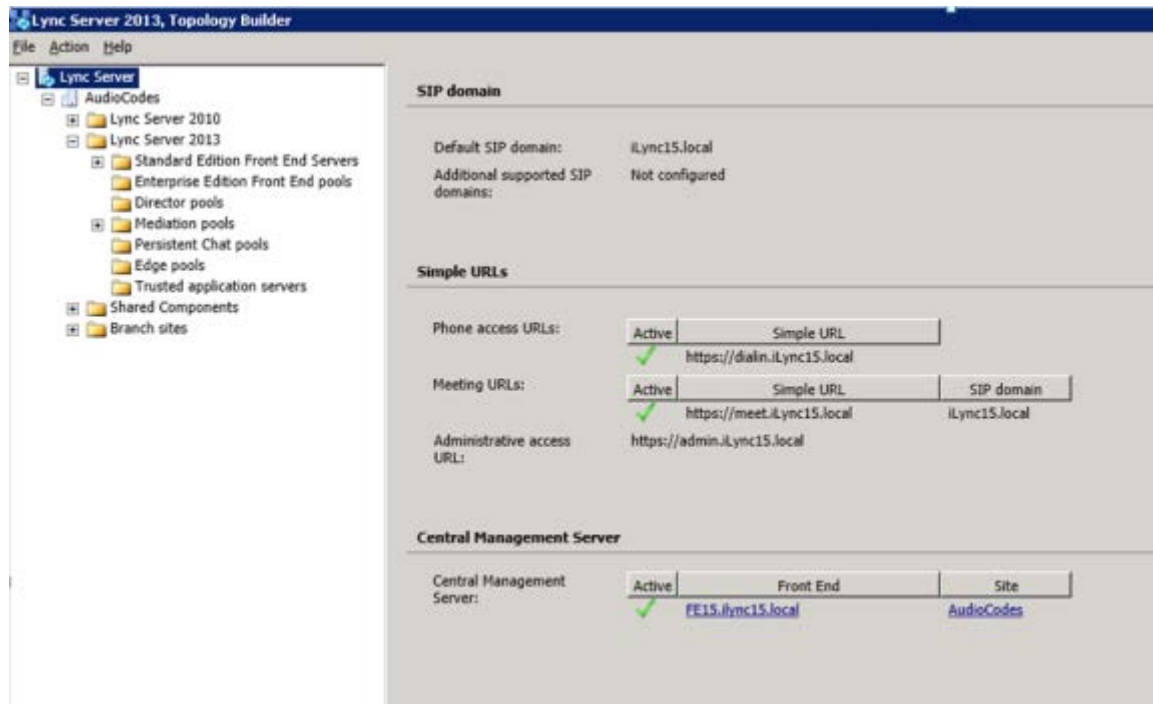 Lync Server 2013, Topology Builder
File Action Help
Lync Server
AudioCodes
Lync Server 2010
Lync Server 2013
Standard Edition Front End Servers
Enterprise Edition Front End pools
Director pools
Mediation pools
Persistent Chat pools
Edge pools
Trusted application servers
Shared Components
Branch sites
SIP domain
Default SIP domain: iLync15.local
Additional supported SIP domains: Not configured
Simple URLs
Phone access URLs: Active Simple URL
https://dialin.iLync15.local
Meeting URLs: Active Simple URL SIP domain
https://meet.iLync15.local iLync15.local
Administrative access URL: https://admin.iLync15.local
Central Management Server
Central Management Server: Active Front End Site
FE15.ilync15.local AudioCodes